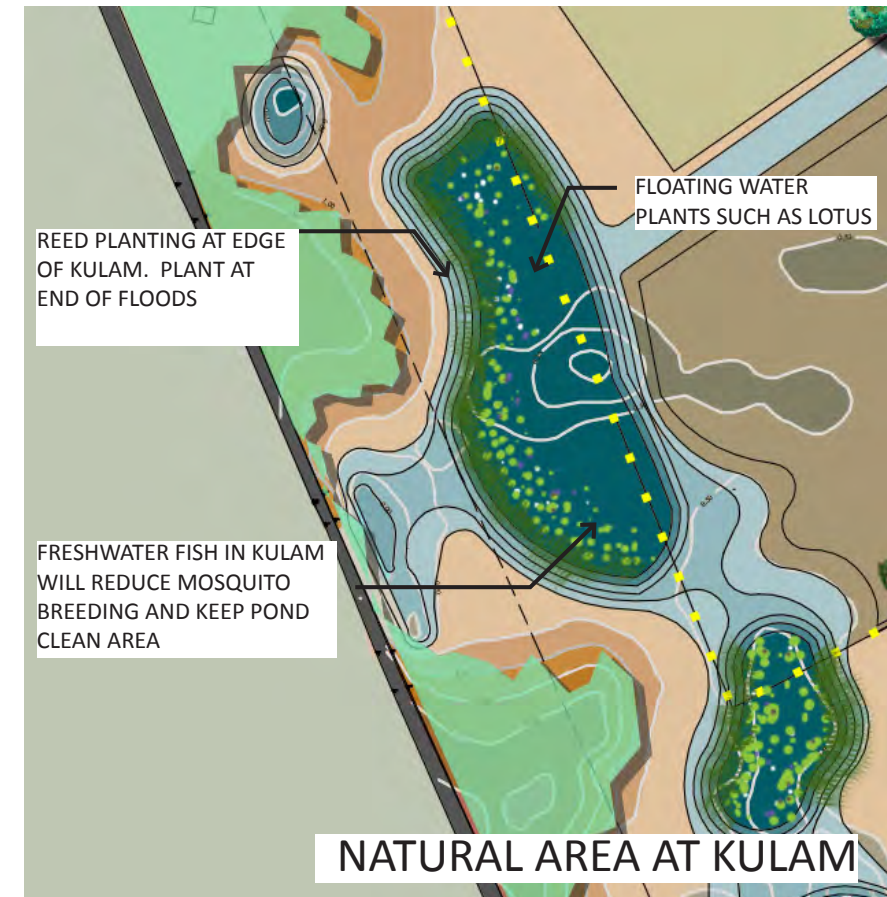 FLOATING WATER
PLANTS SUCH AS LOTUS
REED PLANTING AT EDGE
OF KULAM. PLANT AT
END OF FLOODS
FRESHWATER FISH IN KULAM
WILL REDUCE MOSQUITO
BREEDING AND KEEP POND
CLEAN AREA
NATURAL AREA AT KULAM